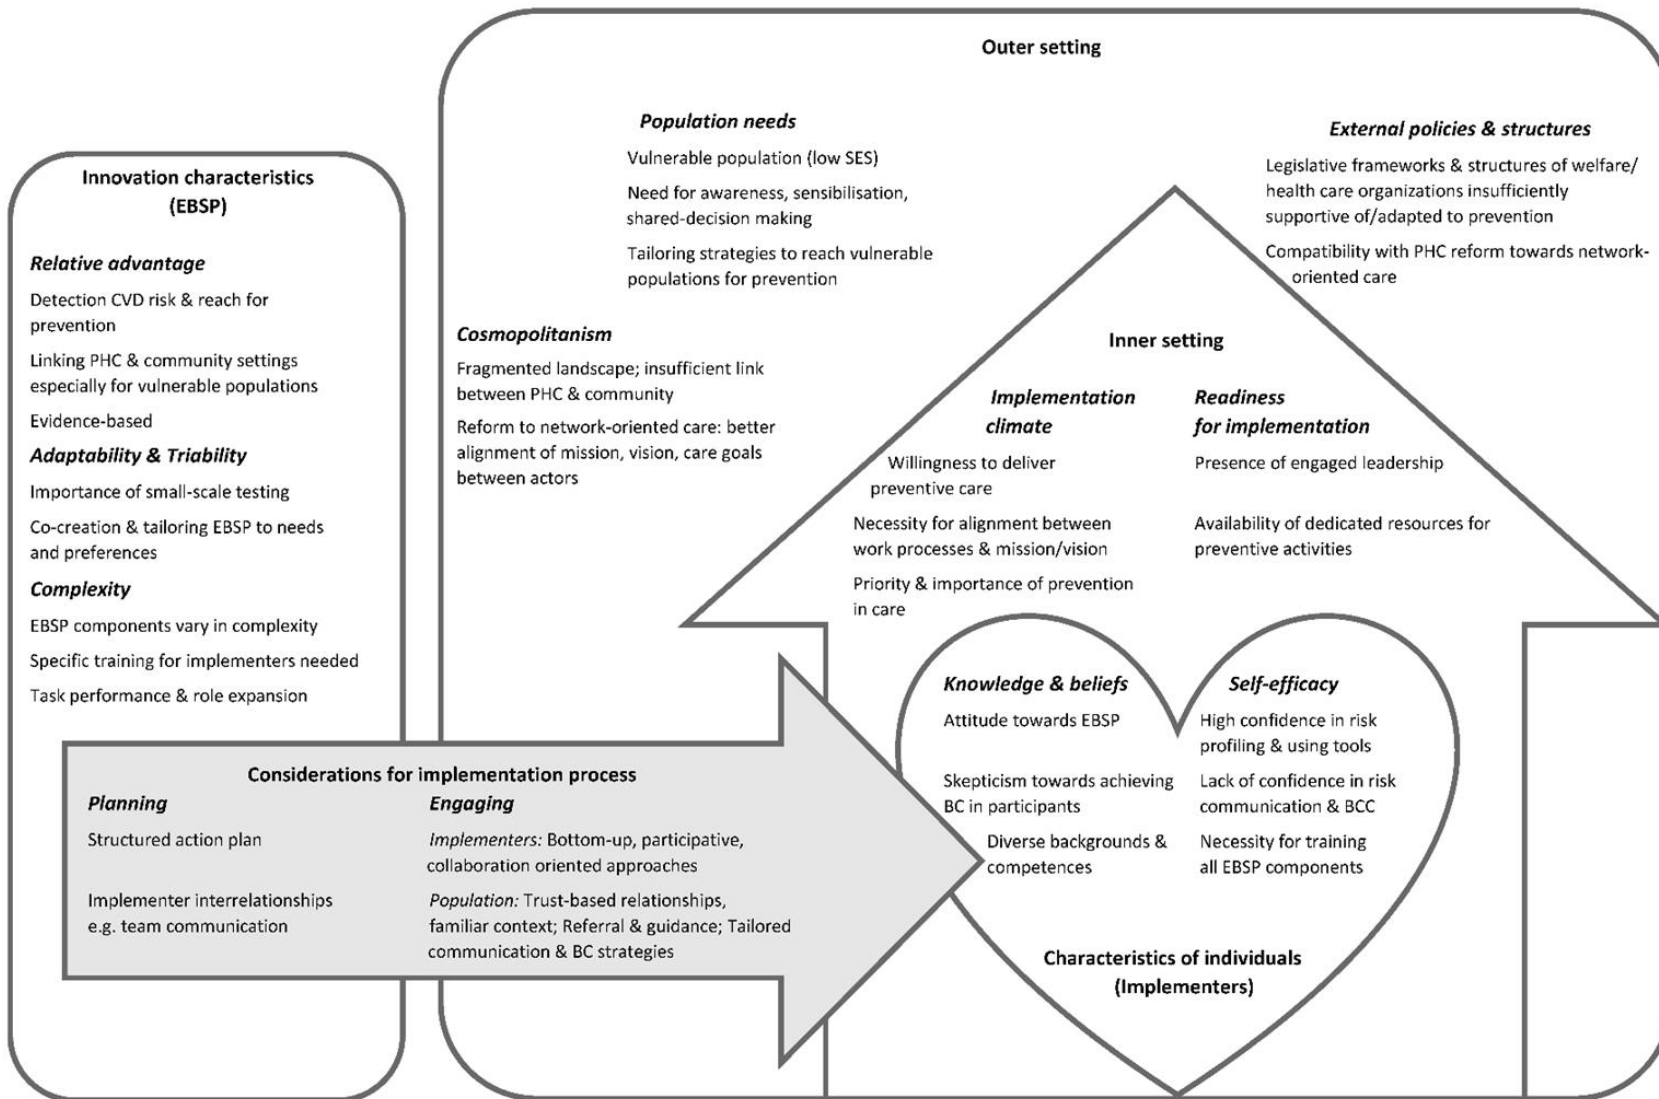 Outer setting
Population needs
Vulnerable population (low SES)
Need for awareness, sensibilisation,
shared-decision making
Tailoring strategies to reach vulnerable
populations for prevention
External policies & structures
Legislative frameworks & structures of welfare/
health care organizations insufficiently
supportive of/adapted to prevention
Compatibility with PHC reform towards network-
oriented care
Innovation characteristics
(EBSP)
Relative advantage
Detection CVD risk & reach for
prevention
Linking PHC & community settings
especially for vulnerable populations
Evidence-based
Adaptability & Triability
Importance of small-scale testing
Co-creation & tailoring EBSP to needs
and preferences
Complexity
EBSP components vary in complexity
Specific training for implementers needed
Task performance & role expansion
Cosmopolitanism
Fragmented landscape; insufficient link
between PHC & community
Reform to network-oriented care: better
alignment of mission, vision, care goals
between actors
Inner setting
Implementation
climate
Willingness to deliver
preventive care
Necessity for alignment between
work processes & mission/vision
Priority & importance of prevention
in care
Readiness
for implementation
Presence of engaged leadership
Availability of dedicated resources for
preventive activities
Considerations for implementation process
Planning
Structured action plan
Implementer interrelationships
e.g. team communication
Engaging
Implementers: Bottom-up, participative,
collaboration oriented approaches
Population: Trust-based relationships,
familiar context; Referral & guidance; Tailored
communication & BC strategies
Knowledge & beliefs
Attitude towards EBSP
Skepticism towards achieving
BC in participants
Diverse backgrounds &
competences
Self-efficacy
High confidence in risk
profiling & using tools
Lack of confidence in risk
communication & BCC
Necessity for training
all EBSP components
Characteristics of individuals
(Implementers)